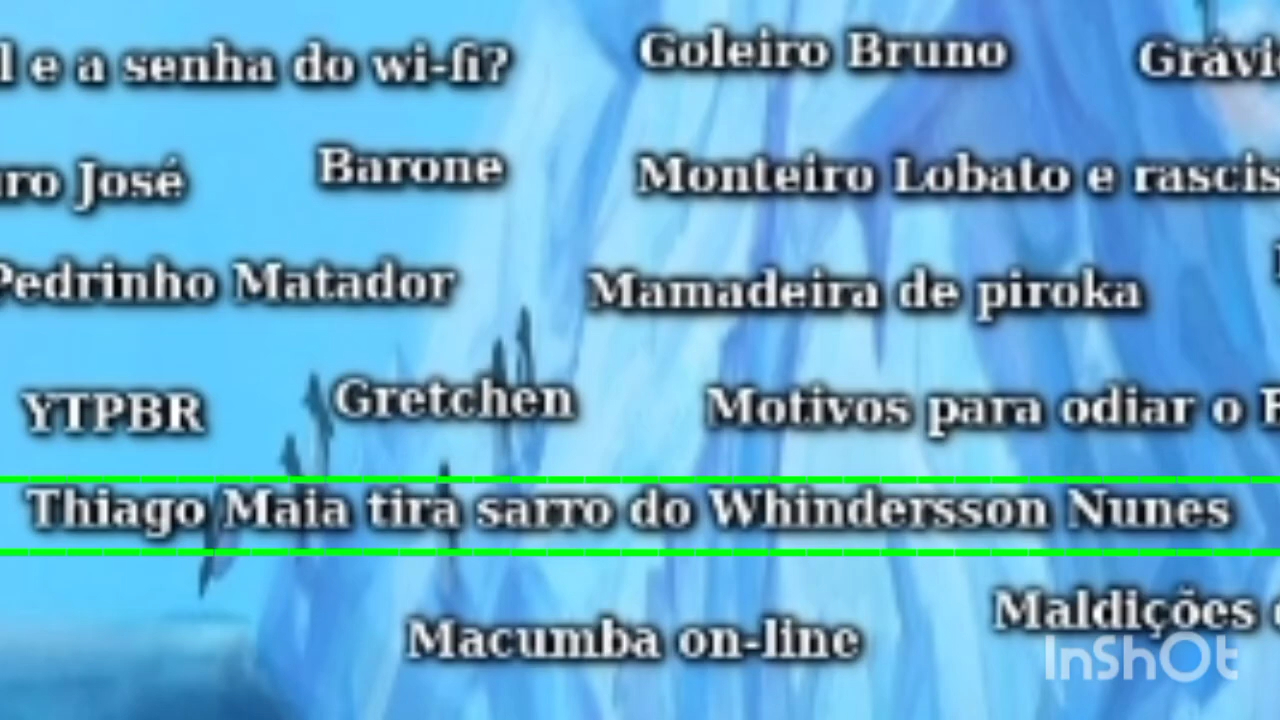 l e a senha do wi-fi?
Goleiro Bruno
Grávi
ro José
Barone
Monteiro Lobato e rascis
Pedrinho Matador
Mamadeira de piroka
YTPBR
Gretchen
Motivos para odiar o
Thiago Maia tira sarro do Whindersson Nunes
Macumba on-line
Maldições
InShOt